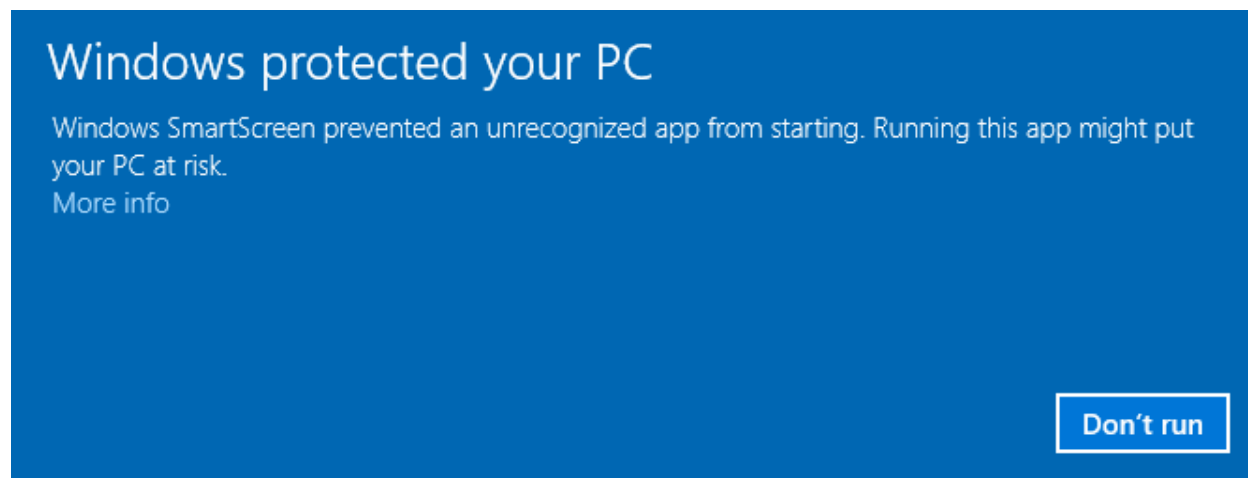 Windows protected your PC
Windows SmartScreen prevented an unrecognized app from starting. Running this app might put
your PC at risk.
More info
Don't run